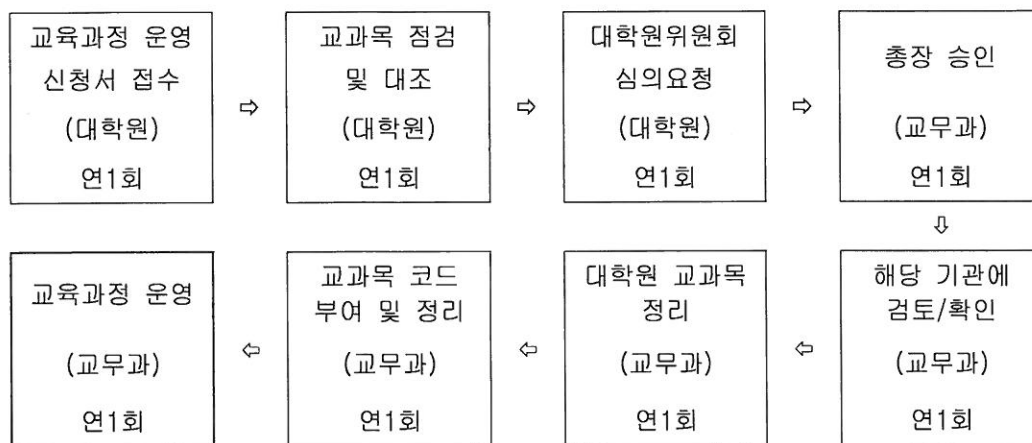 교육과정 운영
신청서 접수
(대학원)
연1회
⇨
교과목 점검
및 대조
(대학원)
연1회
⇨
대학원위원회
심의요청
(대학원)
연1회
⇨
총장 승인
(교무과)
연1회
⇩
해당 기관에
검토/확인
(교무과)
연1회
⇦
대학원 교과목
정리
(교무과)
연1회
⇦
교과목 코드
부여 및 정리
(교무과)
연1회
⇦
교육과정 운영
(교무과)
연1회